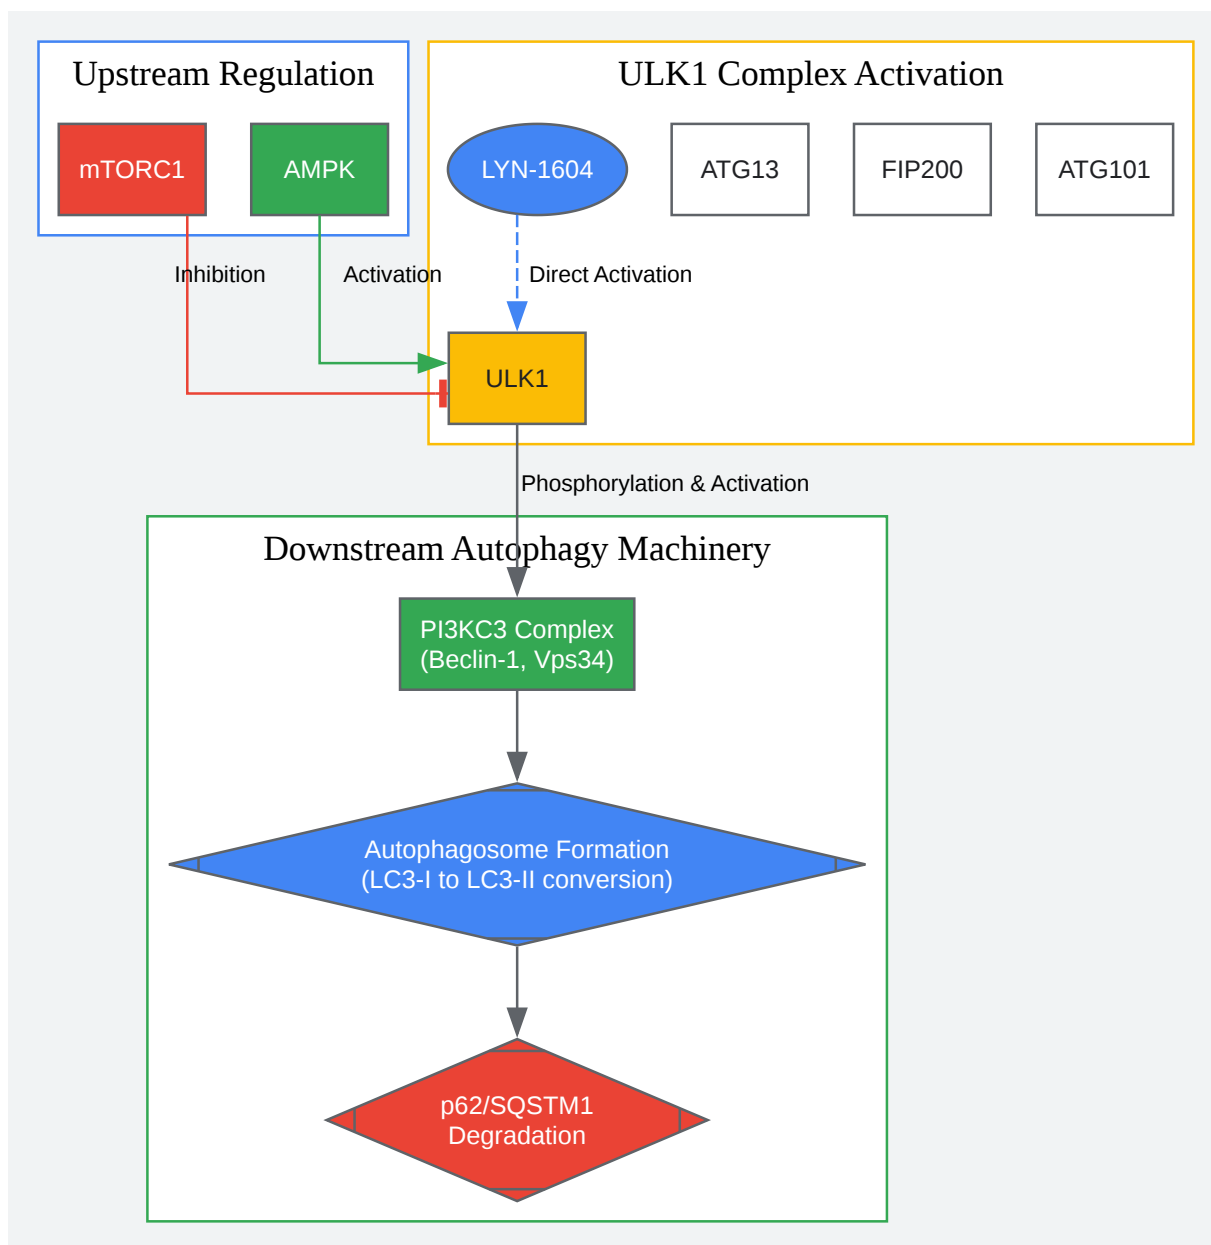 Upstream Regulation
ULK1 Complex Activation
mTORC1
AMPK
LYN-1604
ATG13
FIP200
ATG101
Inhibition
Activation
Direct Activation
ULK1
Phosphorylation & Activation
Downstream Autophagy Machinery
PI3KC3 Complex
(Beclin-1, Vps34)
Autophagosome Formation
(LC3-I to LC3-II conversion)
p62/SQSTM1
Degradation